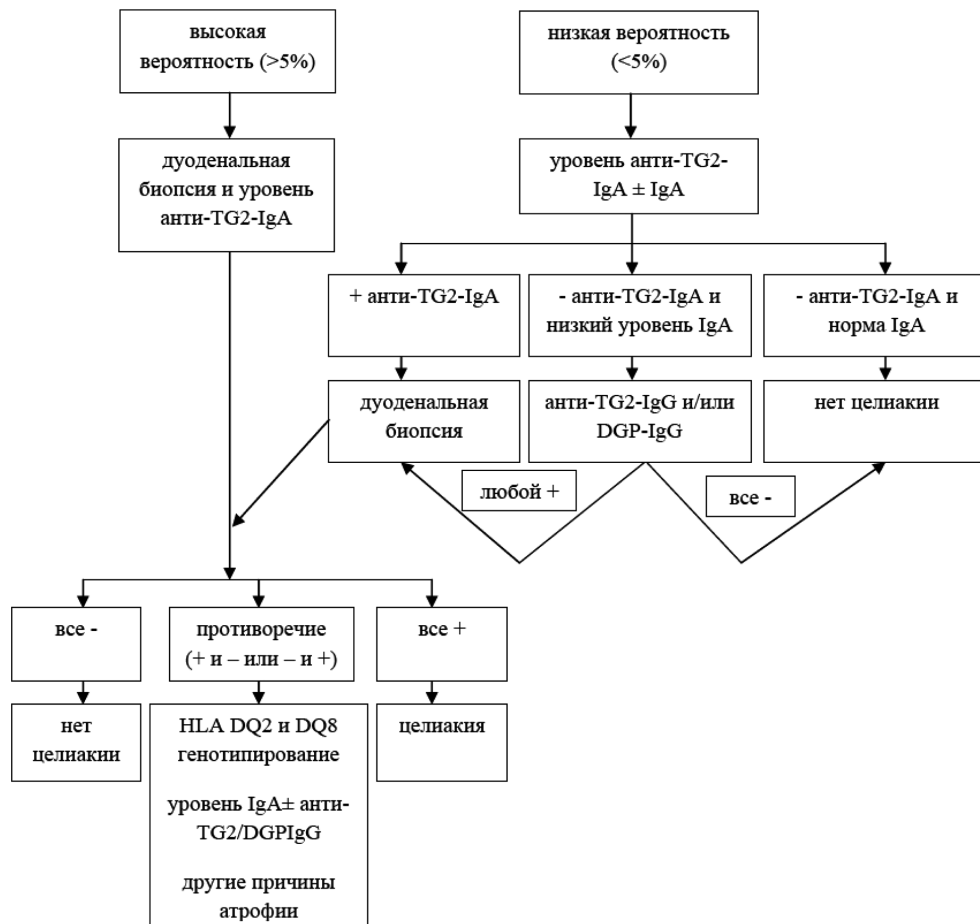 высокая
вероятность (>5%)
низкая вероятность
(<5%)
дуоденальная
биопсия и уровень
анти-TG2-IgA
уровень анти-TG2-
IgA ± IgA
+ анти-TG2-IgA
- анти-TG2-IgA и
низкий уровень IgA
- анти-TG2-IgA и
норма IgA
дуоденальная
биопсия
анти-TG2-IgG и/или
DGP-IgG
нет целиакии
любой +
все -
все -
противоречие
(+ и – или – и +)
все +
нет
целиакии
HLA DQ2 и DQ8
генотипирование
уровень IgA± анти-
TG2/DGPIgG
другие причины
атрофии
целиакия